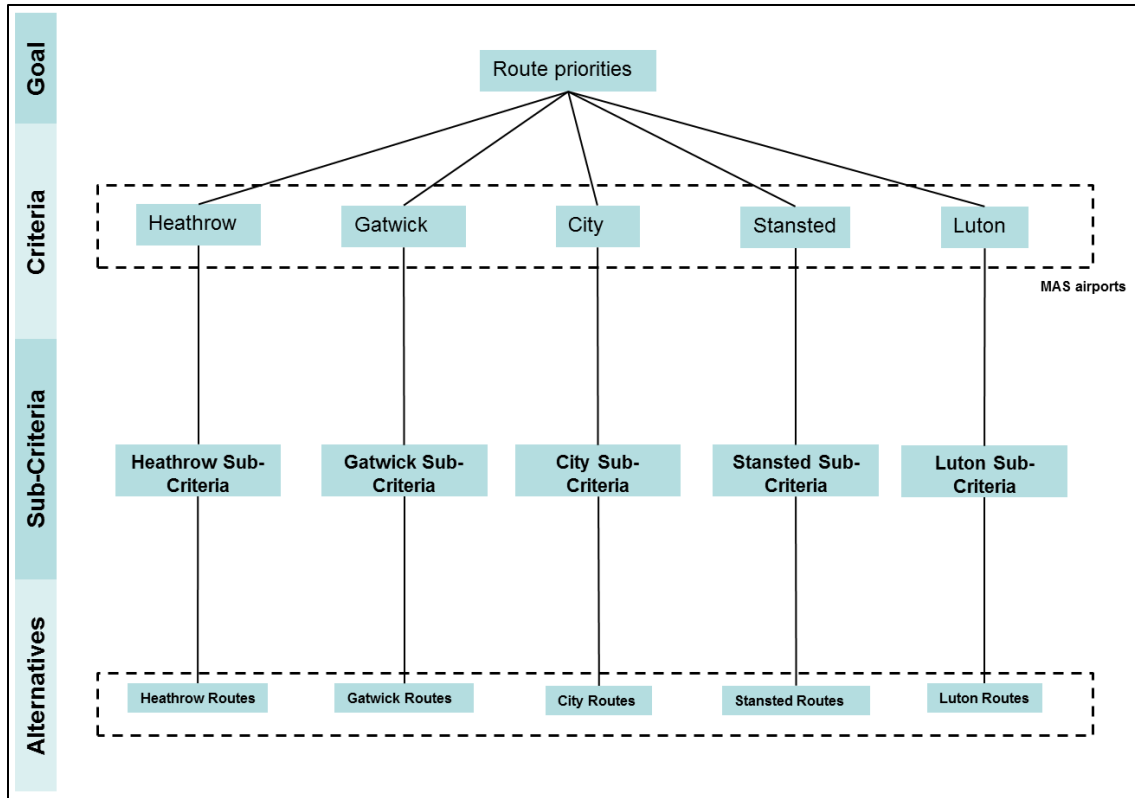 Goal
Route priorities
Criteria
Heathrow
Gatwick
City
Stansted
Luton
MAS airports
Sub-Criteria
Heathrow Sub-
Criteria
Gatwick Sub-
Criteria
City Sub-
Criteria
Stansted Sub-
Criteria
Luton Sub-
Criteria
Alternatives
Heathrow Routes
Gatwick Routes
City Routes
Stansted Routes
Luton Routes